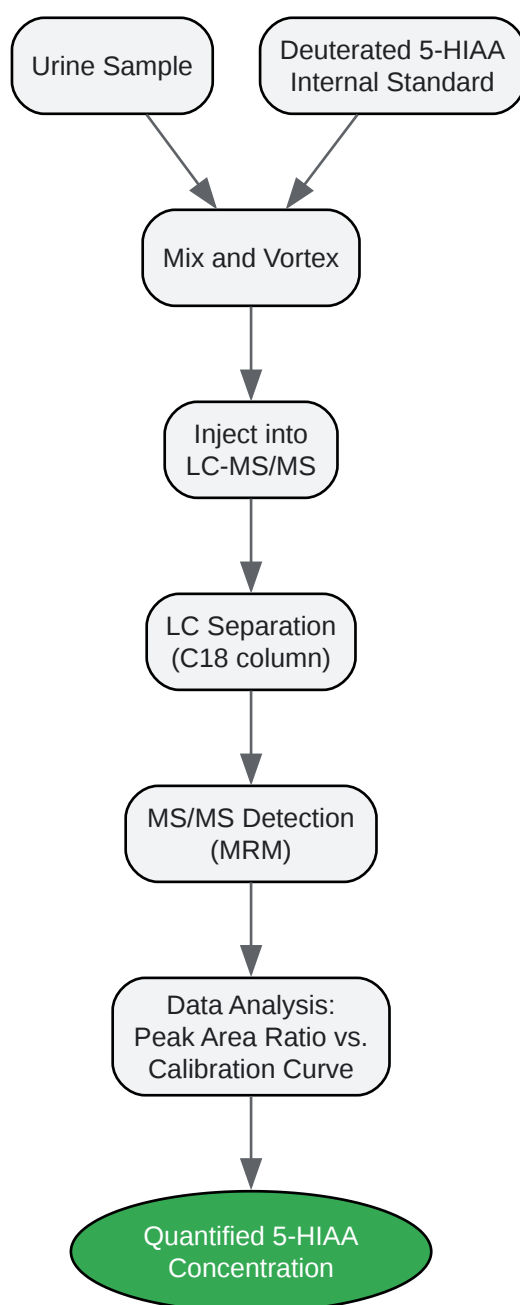 Urine Sample
Deuterated 5-HIAA
Internal Standard
Mix and Vortex
Inject into
LC-MS/MS
LC Separation
(C18 column)
MS/MS Detection
(MRM)
Data Analysis:
Peak Area Ratio vs.
Calibration Curve
Quantified 5-HIAA
Concentration